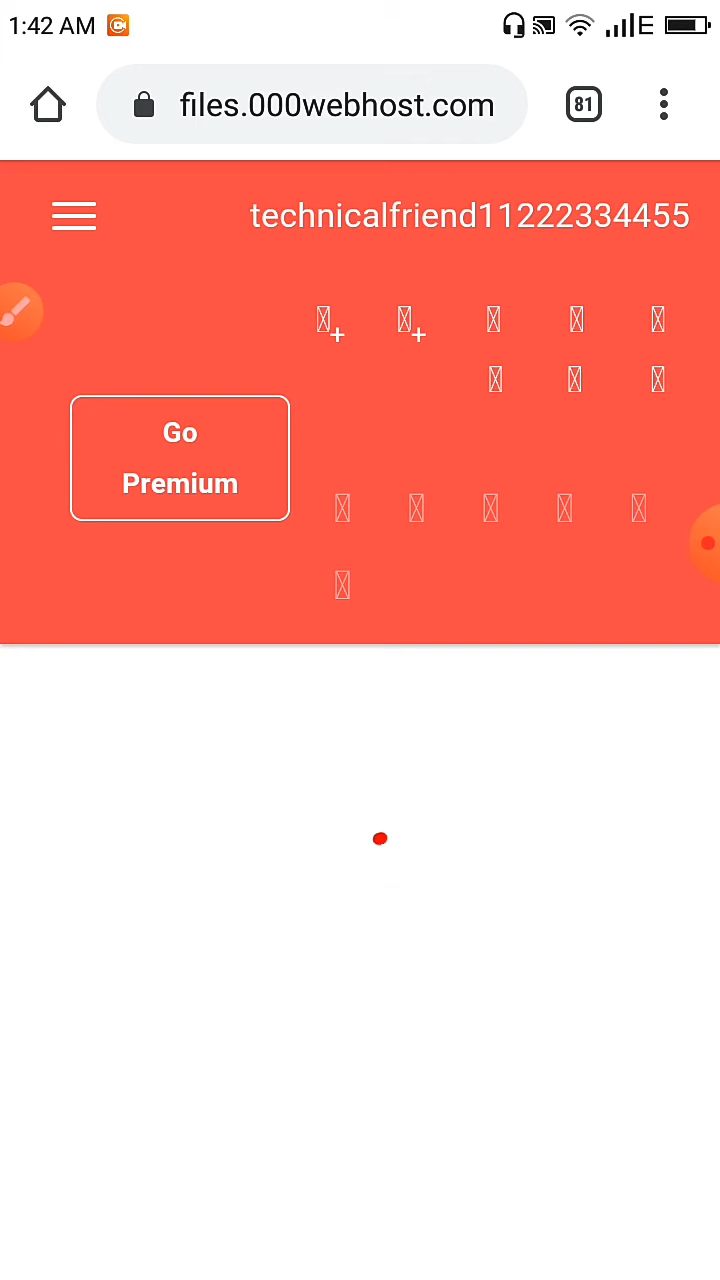 1:42 AM
E
files.000webhost.com
81
technicalfriend11222334455
+ +
Go
Premium